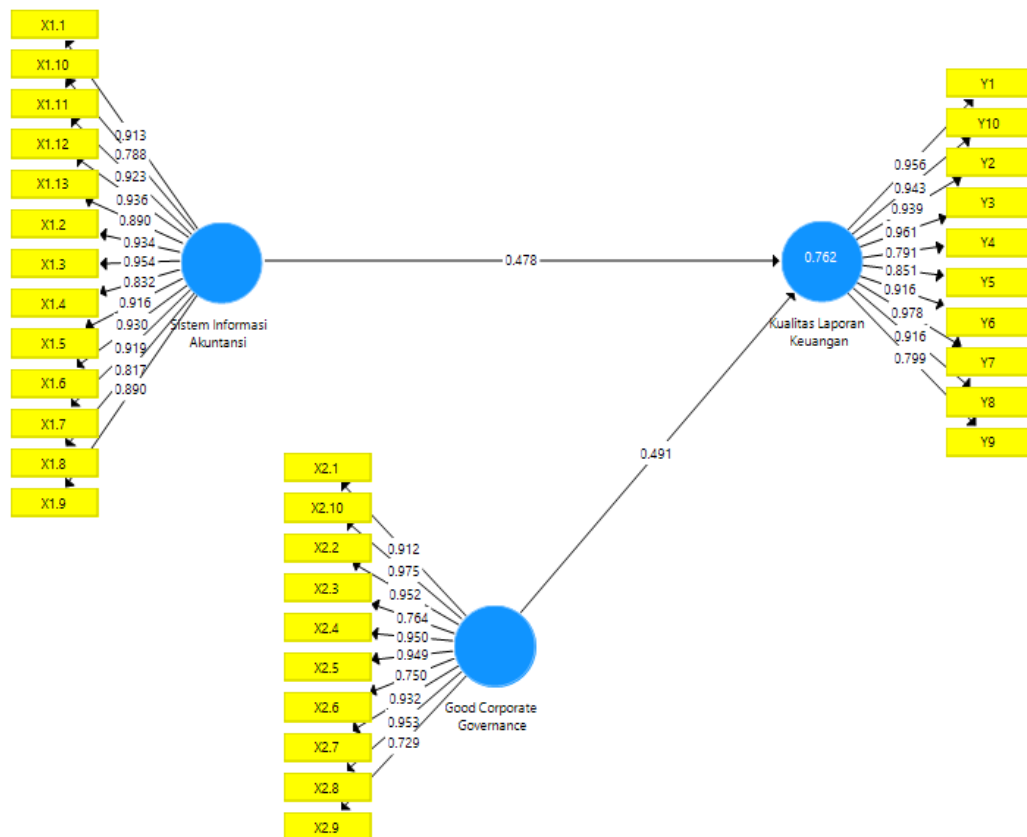 X1.1
X1.10
X1.11
X1.12
X1.13
X1.2
X1.3
X1.4
X1.5
X1.6
X1.7
X1.8
X1.9
0.913
0.788
0.923
0.936
0.890
0.934
0.954
0.832
0.916
0.930
0.919
0.817
0.890
Sistem Informasi
Akuntansi
0.478
0.762
Kualitas Laporan
Keuangan
0.956
0.943
0.939
0.961
0.791
0.851
0.916
0.978
0.916
0.799
Y1
Y10
Y2
Y3
Y4
Y5
Y6
Y7
Y8
Y9
0.491
X2.1
X2.10
X2.2
X2.3
X2.4
X2.5
X2.6
X2.7
X2.8
X2.9
0.912
0.975
0.952
0.764
0.950
0.949
0.750
0.932
0.953
0.729
Good Corporate
Governance